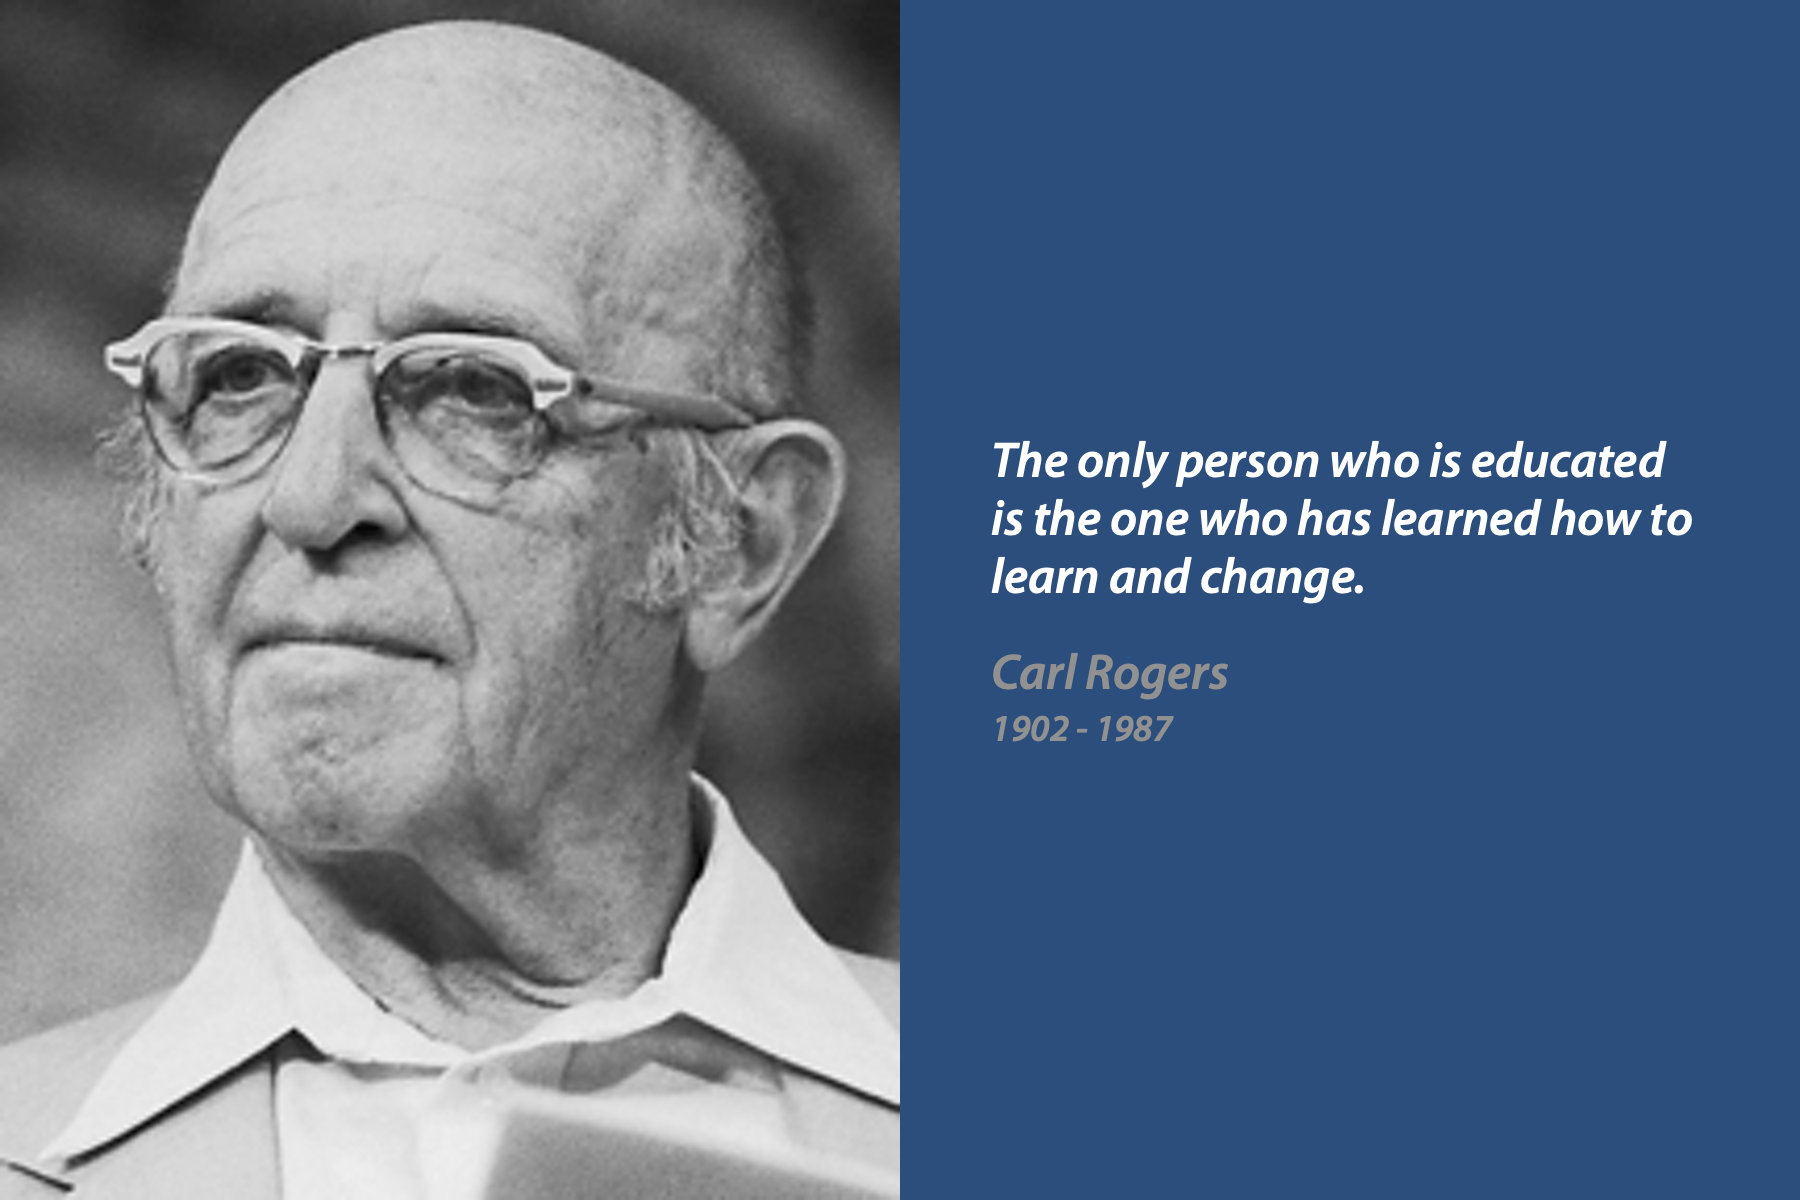 The only person who is educated
is the one who has learned how to
learn and change.
Carl Rogers
1902 - 1987